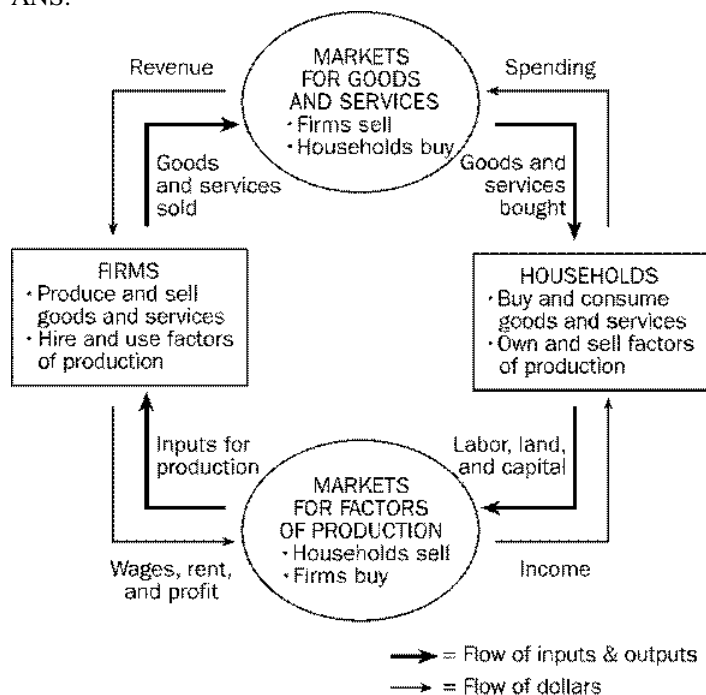 ANS:
MARKETS
FOR GOODS
AND SERVICES
• Firms sell
• Households buy
Revenue
Spending
Goods
and services
sold
Goods and
services
bought
FIRMS
• Produce and sell
goods and services
• Hire and use factors
of production
HOUSEHOLDS
• Buy and consume
goods and services
• Own and sell factors
of production
Inputs for
production
Labor, land,
and capital
MARKETS
FOR FACTORS
OF PRODUCTION
• Households sell
• Firms buy
Wages, rent,
and profit
Income
= Flow of inputs & outputs
= Flow of dollars